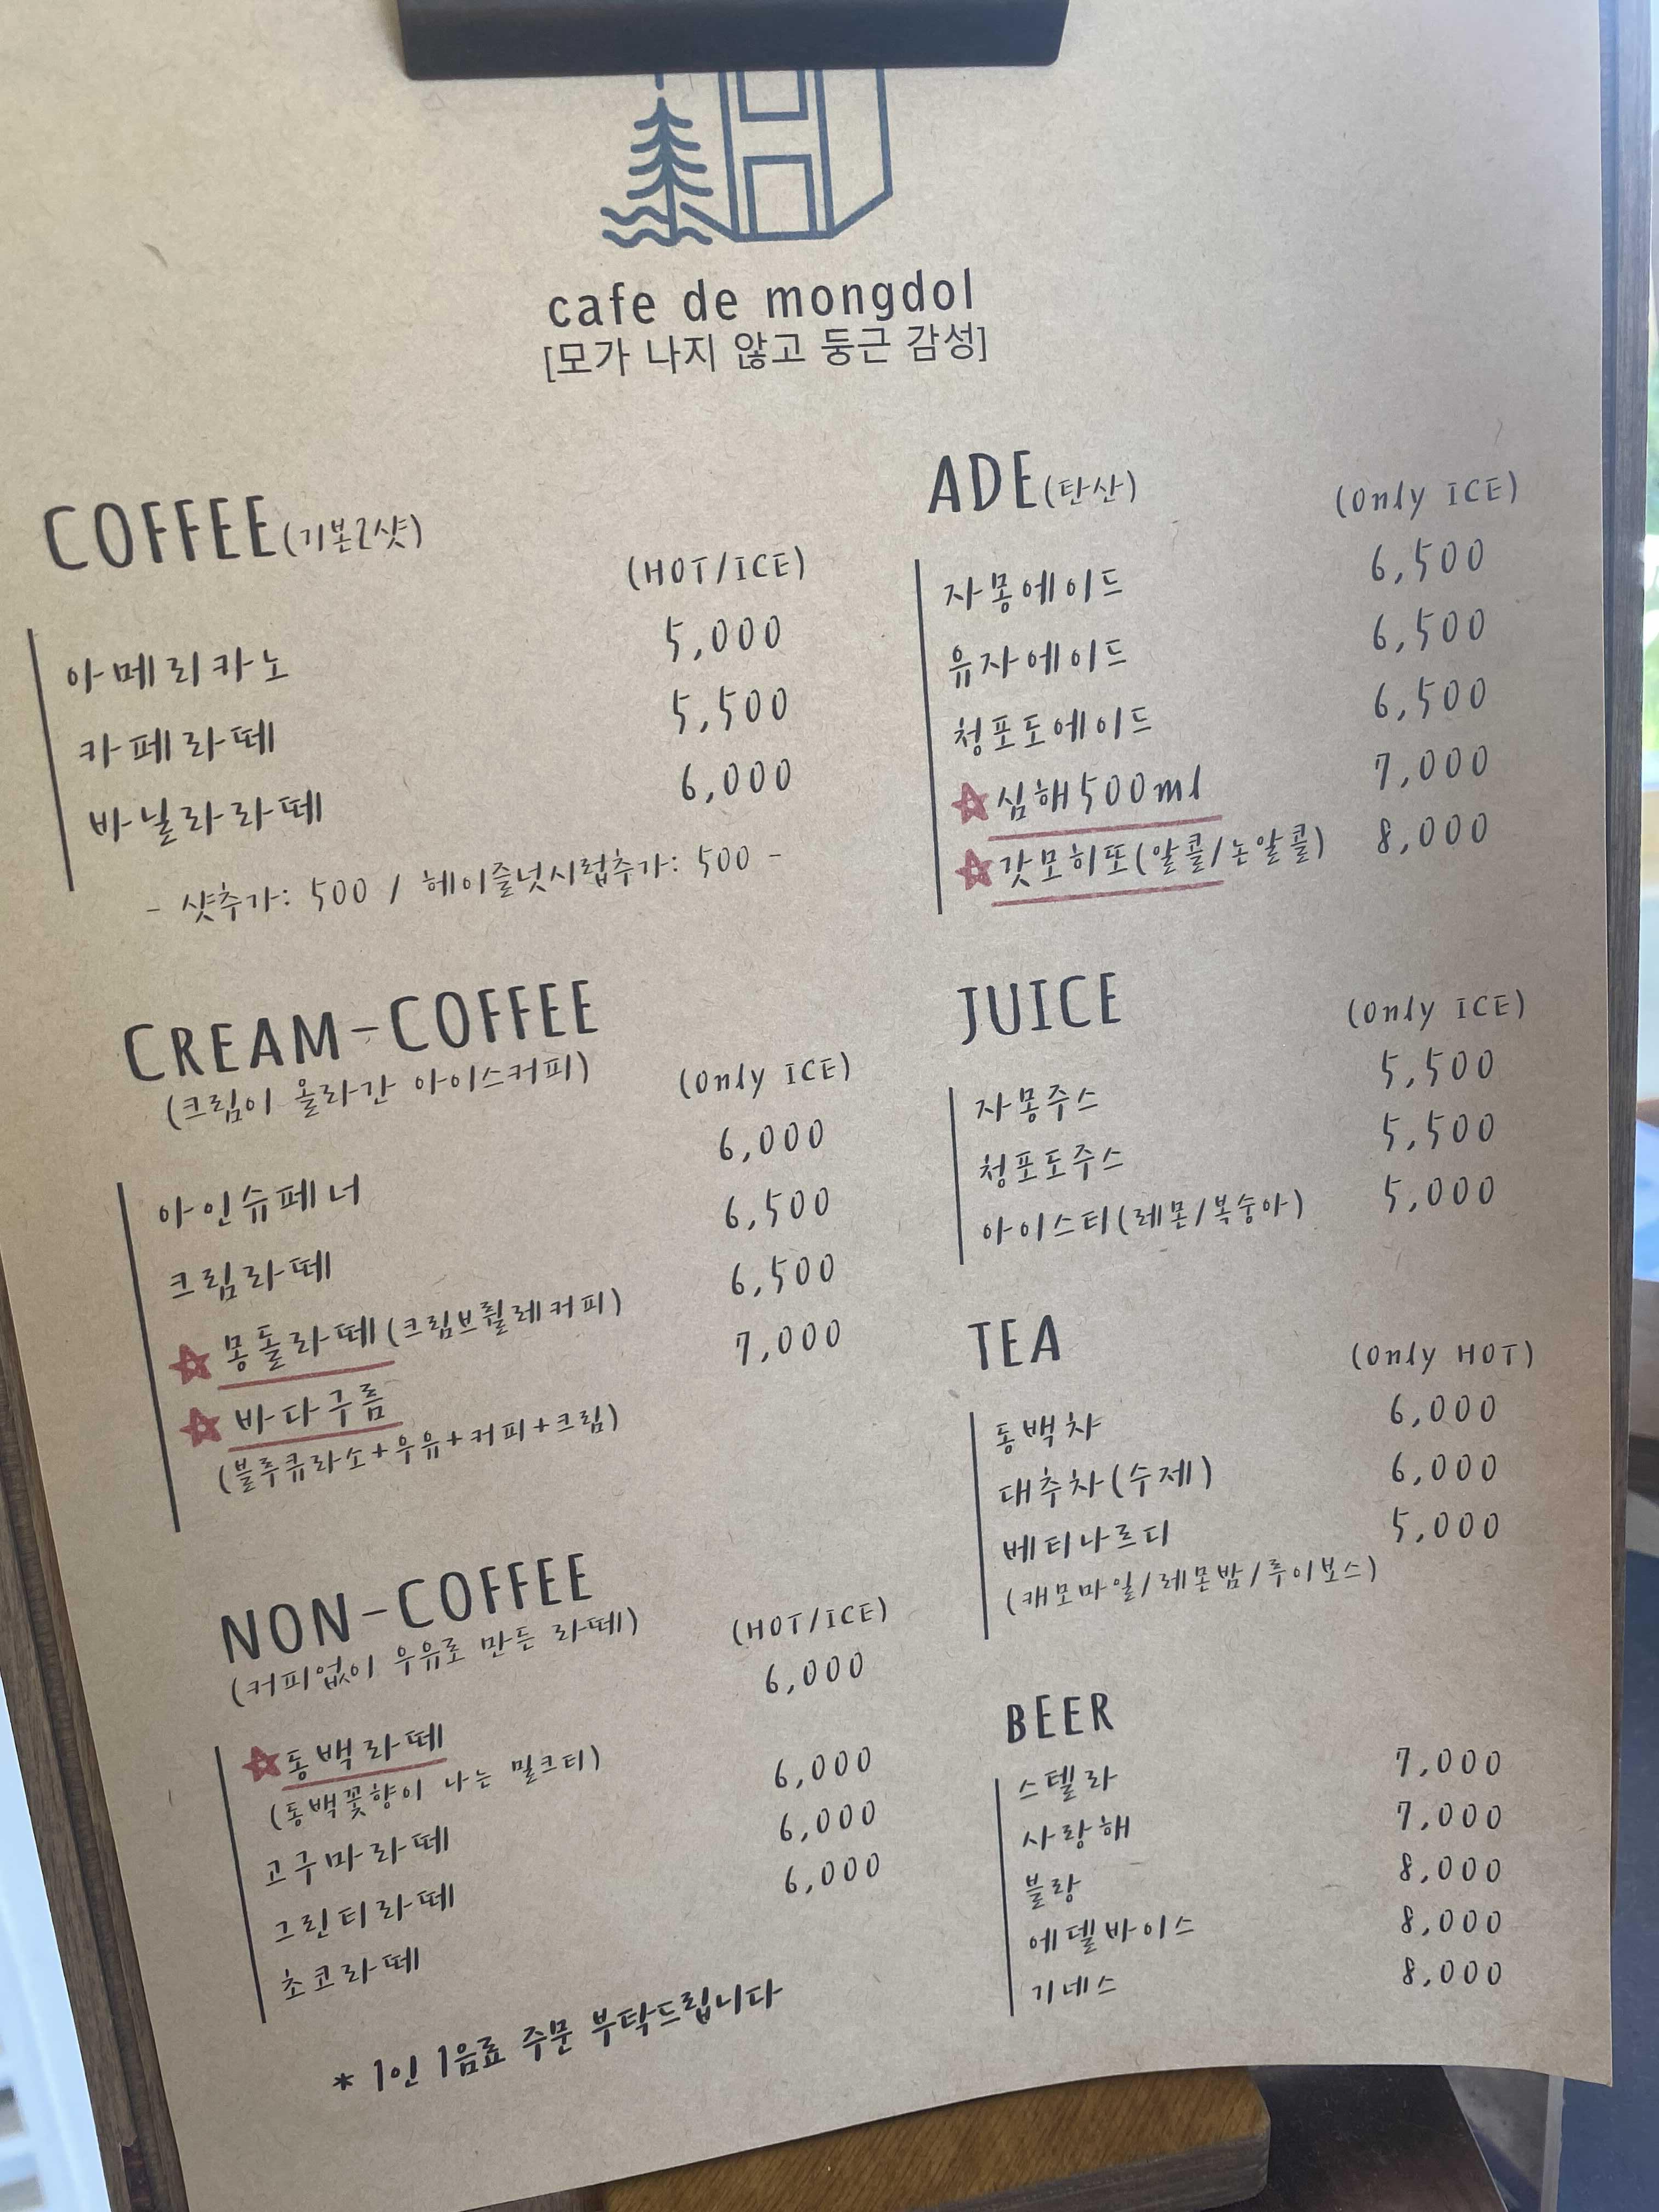 cafe de mongdol
[모가 나지 않고 둥근 감성]
COFFEE(기본2샷)
(HOT/ICE)
아메리카노 5,000
카페라떼 5,500
바닐라라떼 6,000
- 샷추가: 500 / 헤이즐넛시럽추가: 500 -
CREAM-COFFEE
(크림이 올라간 아이스커피)
(Only ICE)
아인슈페너 6,000
크림라떼 6,500
몽돌라떼(크림브륄레커피) 6,500
바다구름 7,000
(블루큐라소+우유+커피+크림)
NON-COFFEE
(커피없이 우유로 만든 라떼)
(HOT/ICE)
동백라떼 6,000
(동백꽃향이 나는 밀크티)
고구마라떼 6,000
그린티라떼 6,000
초코라떼 6,000
* 1인 1음료 주문 부탁드립니다
ADE(탄산)
(Only ICE)
자몽에이드 6,500
유자에이드 6,500
청포도에이드 6,500
심해500ml 7,000
갓모히또(알콜/논알콜) 8,000
JUICE
(Only ICE)
자몽주스 5,500
청포도주스 5,500
아이스티(레몬/복숭아) 5,000
TEA
(Only HOT)
동백차 6,000
대추차(수제) 6,000
베티나르디 5,000
(캐모마일/레몬밤/루이보스)
BEER
스텔라 7,000
사랑해 7,000
블랑 8,000
에델바이스 8,000
기네스 8,000